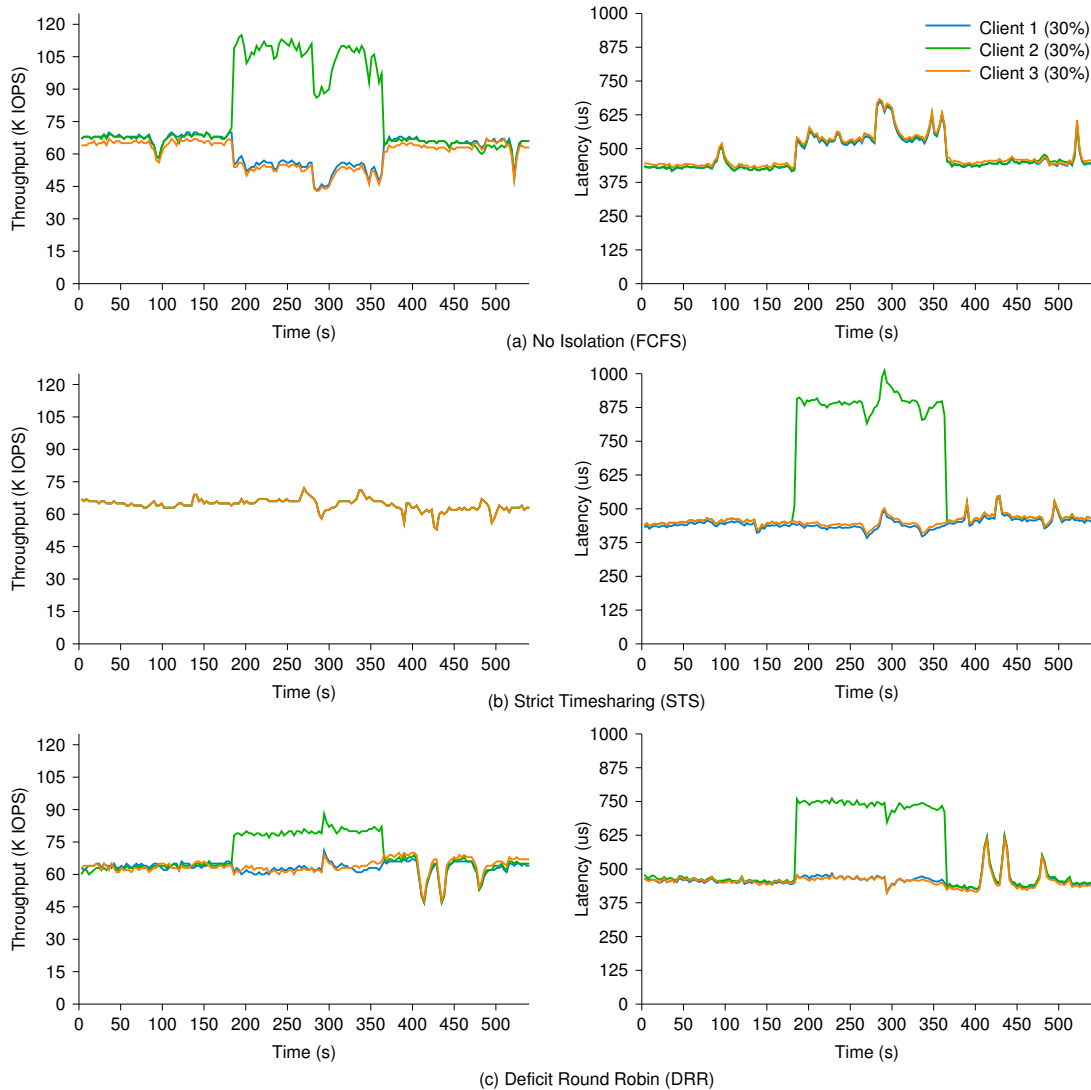 Throughput (K IOPS)
120
105
90
75
60
45
30
15
0
0 50 100 150 200 250 300 350 400 450 500
Time (s)
Latency (us)
1000
875
750
625
500
375
250
125
0
0 50 100 150 200 250 300 350 400 450 500
Time (s)
Client 1 (30%)
Client 2 (30%)
Client 3 (30%)
(a) No Isolation (FCFS)
Throughput (K IOPS)
120
105
90
75
60
45
30
15
0
0 50 100 150 200 250 300 350 400 450 500
Time (s)
Latency (us)
1000
875
750
625
500
375
250
125
0
0 50 100 150 200 250 300 350 400 450 500
Time (s)
(b) Strict Timesharing (STS)
Throughput (K IOPS)
120
105
90
75
60
45
30
15
0
0 50 100 150 200 250 300 350 400 450 500
Time (s)
Latency (us)
1000
875
750
625
500
375
250
125
0
0 50 100 150 200 250 300 350 400 450 500
Time (s)
(c) Deficit Round Robin (DRR)